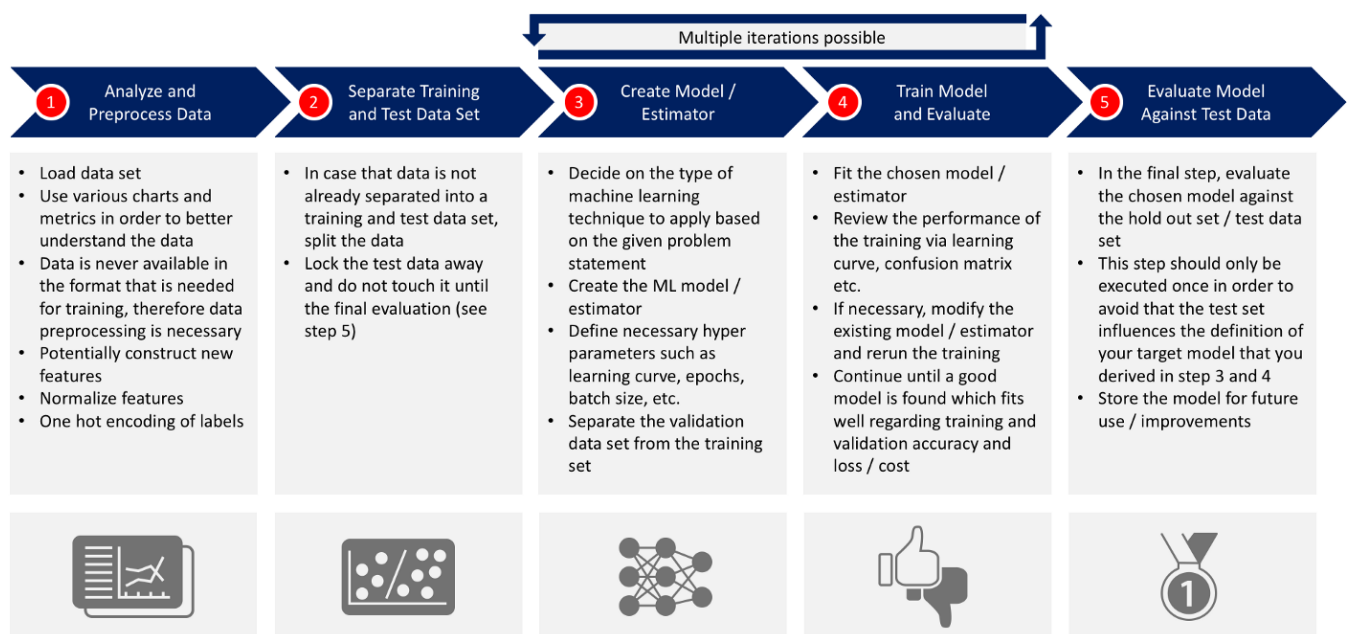 Multiple iterations possible
1
Analyze and
Preprocess Data
2
Separate Training
and Test Data Set
3
Create Model /
Estimator
4
Train Model
and Evaluate
5
Evaluate Model
Against Test Data
• Load data set
• Use various charts and
metrics in order to better
understand the data
• Data is never available in
the format that is needed
for training, therefore data
preprocessing is necessary
• Potentially construct new
features
• Normalize features
• One hot encoding of labels
• In case that data is not
already separated into a
training and test data set,
split the data
• Lock the test data away
and do not touch it until
the final evaluation (see
step 5)
• Decide on the type of
machine learning
technique to apply based
on the given problem
statement
• Create the ML model /
estimator
• Define necessary hyper
parameters such as
learning curve, epochs,
batch size, etc.
• Separate the validation
data set from the training
set
• Fit the chosen model /
estimator
• Review the performance of
the training via learning
curve, confusion matrix
etc.
• If necessary, modify the
existing model / estimator
and rerun the training
• Continue until a good
model is found which fits
well regarding training and
validation accuracy and
loss / cost
• In the final step, evaluate
the chosen model against
the hold out set / test data
set
• This step should only be
executed once in order to
avoid that the test set
influences the definition of
your target model that you
derived in step 3 and 4
• Store the model for future
use / improvements
1